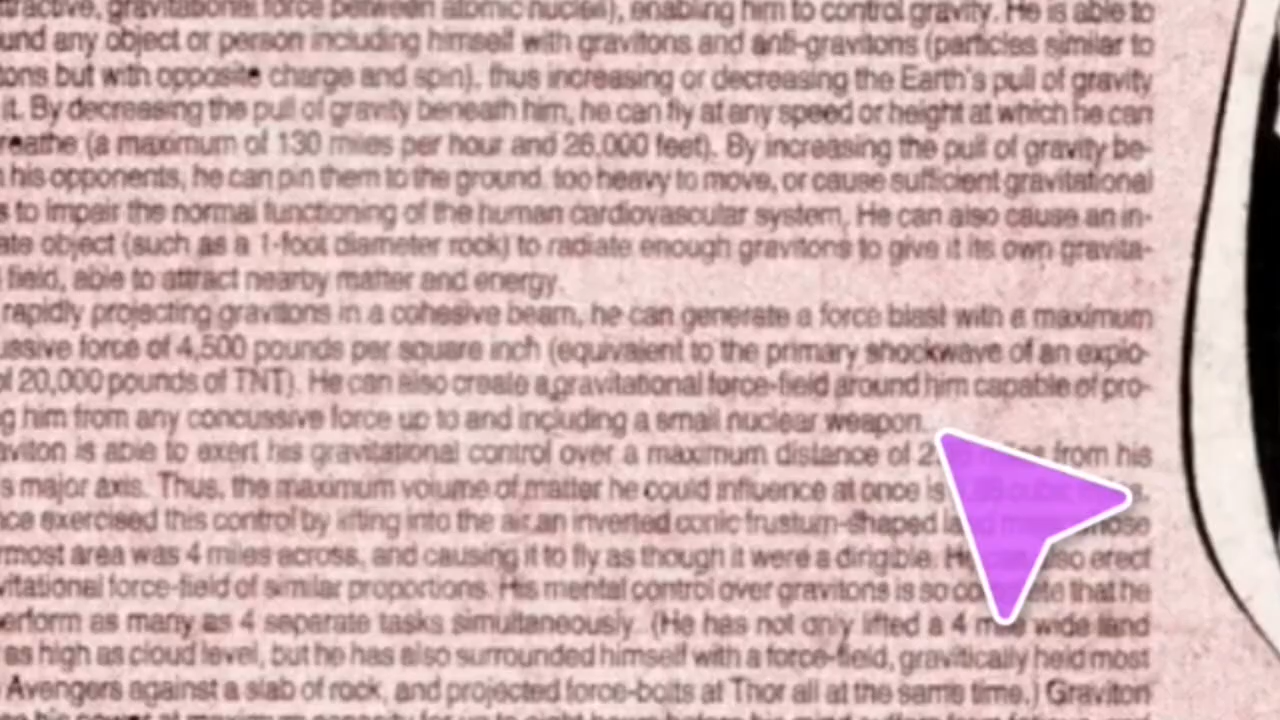 tractive, gravitational force between atomic nuclei), enabling him to control gravity. He is able to
und any object or person including himself with gravitons and anti-gravitons (particles similar to
tons but with opposite charge and spin), thus increasing or decreasing the Earth's pull of gravity
it. By decreasing the pull of gravity beneath him, he can fly at any speed or height at which he can
reathe (a maximum of 130 miles per hour and 26,000 feet). By increasing the pull of gravity be-
his opponents, he can pin them to the ground, too heavy to move, or cause sufficient gravitational
s to impair the normal functioning of the human cardiovascular system. He can also cause an in-
ate object (such as a 1-foot diameter rock) to radiate enough gravitons to give it its own gravita-
field, able to attract nearby matter and energy.
rapidly projecting gravitons in a cohesive beam, he can generate a force blast with a maximum
ussive force of 4,500 pounds per square inch (equivalent to the primary shockwave of an explo-
of 20,000 pounds of TNT). He can also create a gravitational force-field around him capable of pro-
g him from any concussive force up to and including a small nuclear weapon.
aviton is able to exert his gravitational control over a maximum distance of from his
s major axis. Thus, the maximum volume of matter he could influence at once is
nce exercised this control by lifting into the air an inverted conic frustum-shaped land
rmost area was 4 miles across, and causing it to fly as though it were a dirigible. He can also erect
vitational force-field of similar proportions. His mental control over gravitons is so complete that he
erform as many as 4 separate tasks simultaneously. (He has not only lifted a 4 mile wide land
as high as cloud level, but he has also surrounded himself with a force-field, gravitically held most
Avengers against a slab of rock, and projected force-bolts at Thor all at the same time.) Graviton